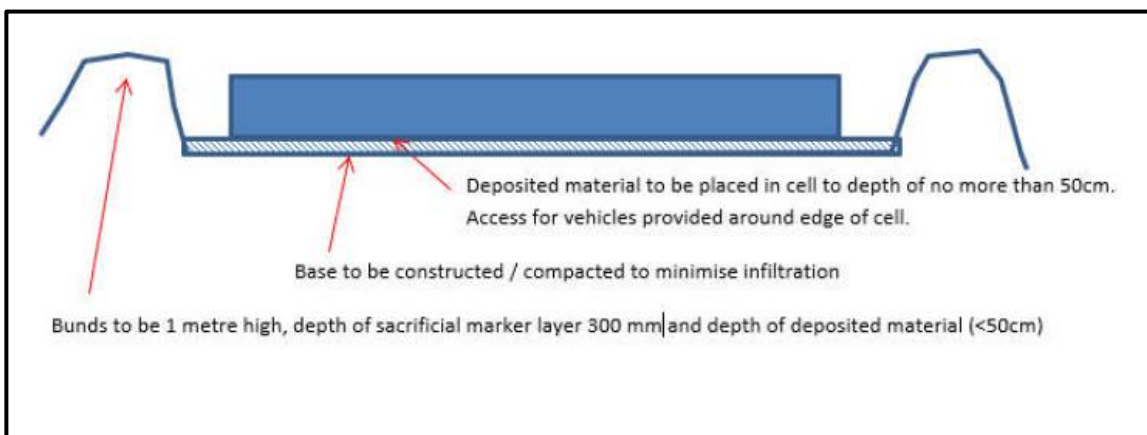 Deposited material to be placed in cell to depth of no more than 50cm.
Access for vehicles provided around edge of cell.
Base to be constructed / compacted to minimise infiltration
Bunds to be 1 metre high, depth of sacrificial marker layer 300 mm and depth of deposited material (<50cm)